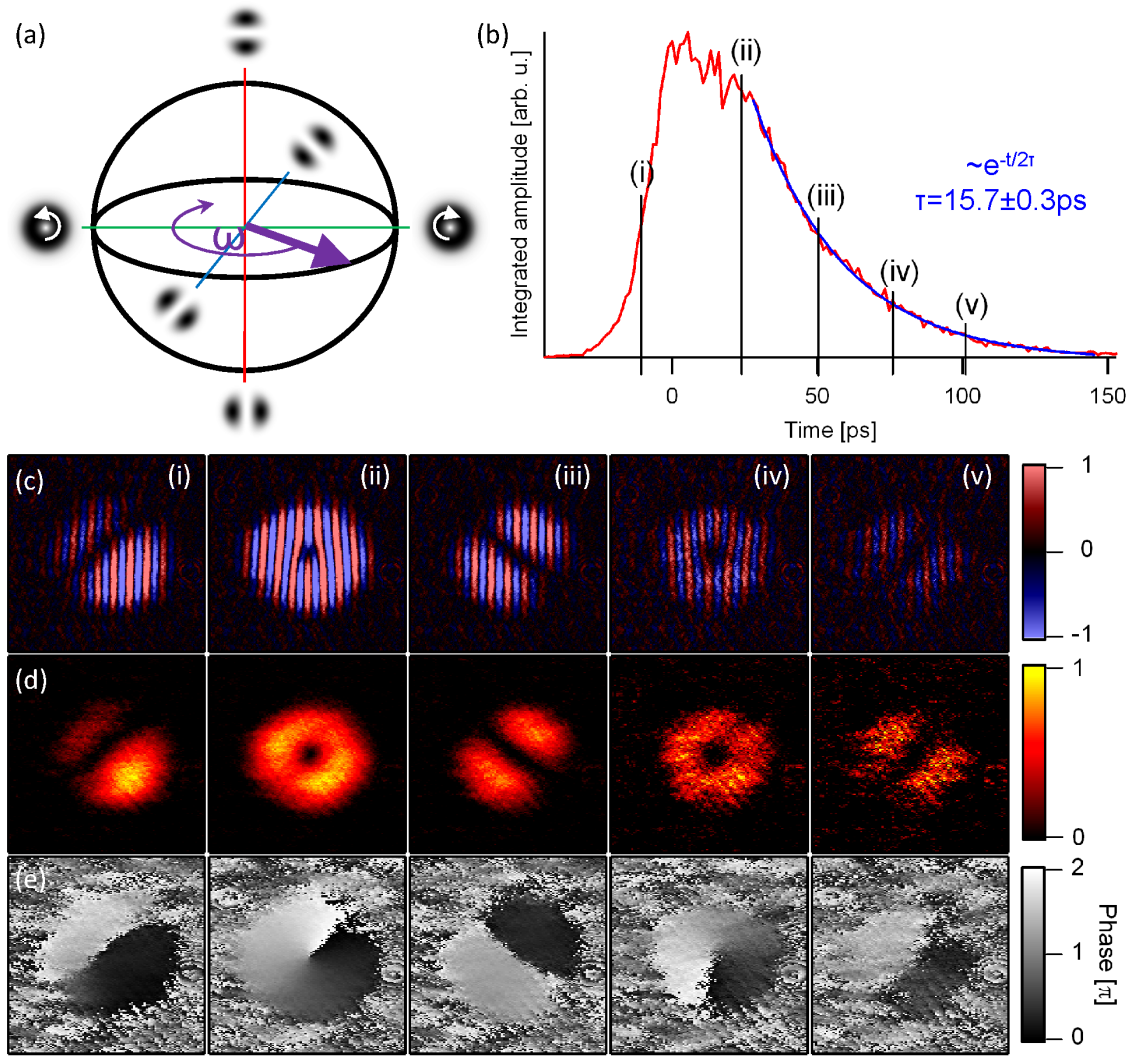 (a)
ω
(b)
Integrated amplitude [arb. u.]
(i)
(ii)
(iii)
(iv)
(v)
~e^-t/2τ
τ=15.7±0.3ps
0
50
100
150
Time [ps]
(c)
(i)
(ii)
(iii)
(iv)
(v)
1
0
-1
(d)
1
0
(e)
2
1
0
Phase [π]